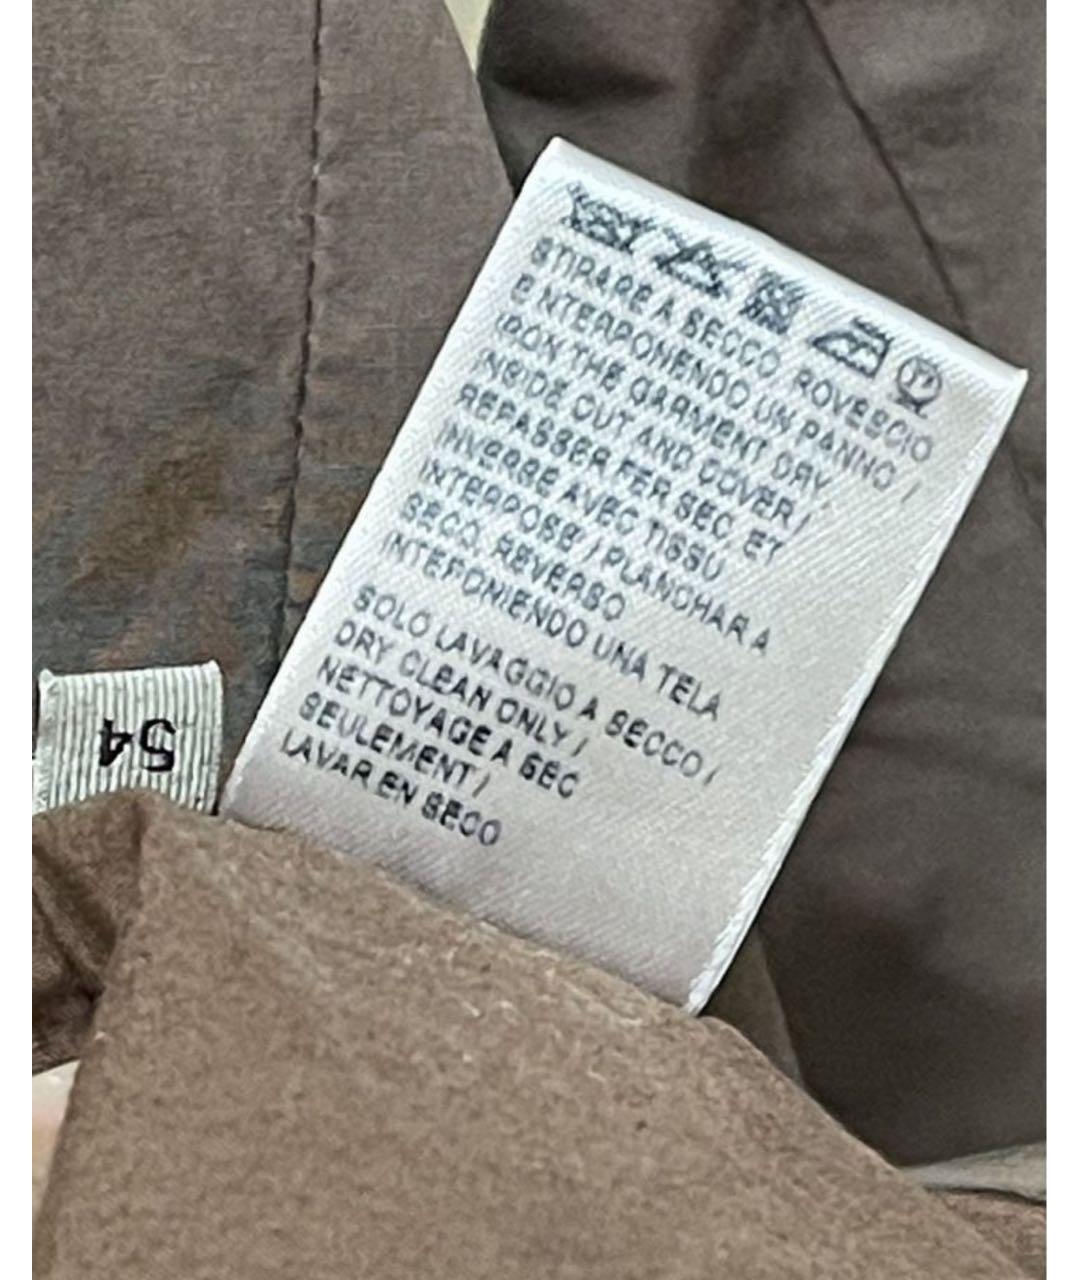 STIRARE A SECCO ROVESCIO
E NTERPONENDO UN PANNO /
IRON THE GARMENT DRY,
INSIDE OUT AND COVER/
REPASSER FER SEC, ET
INVERSE AVEC TISSU
INTERPOSE / PLANCHAR A
SECO, REVERSO
INTEPONIENDO UNA TELA
SOLO LAVAGGIO A SECCO /
DRY CLEAN ONLY /
NETTOYAGE A SEC
SEULEMENT /
LAVAR EN SECO
54